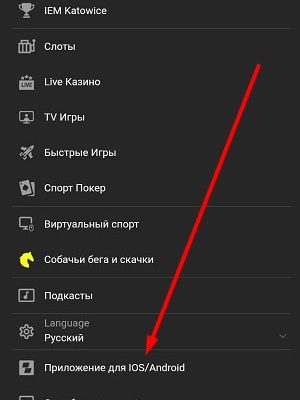 IEM Katowice
Слоты
LIVE
Live Казино
TV Игры
Быстрые Игры
Спорт Покер
Виртуальный спорт
Собачьи бега и скачки
Подкасты
Language
Русский
Приложение для IOS/Android